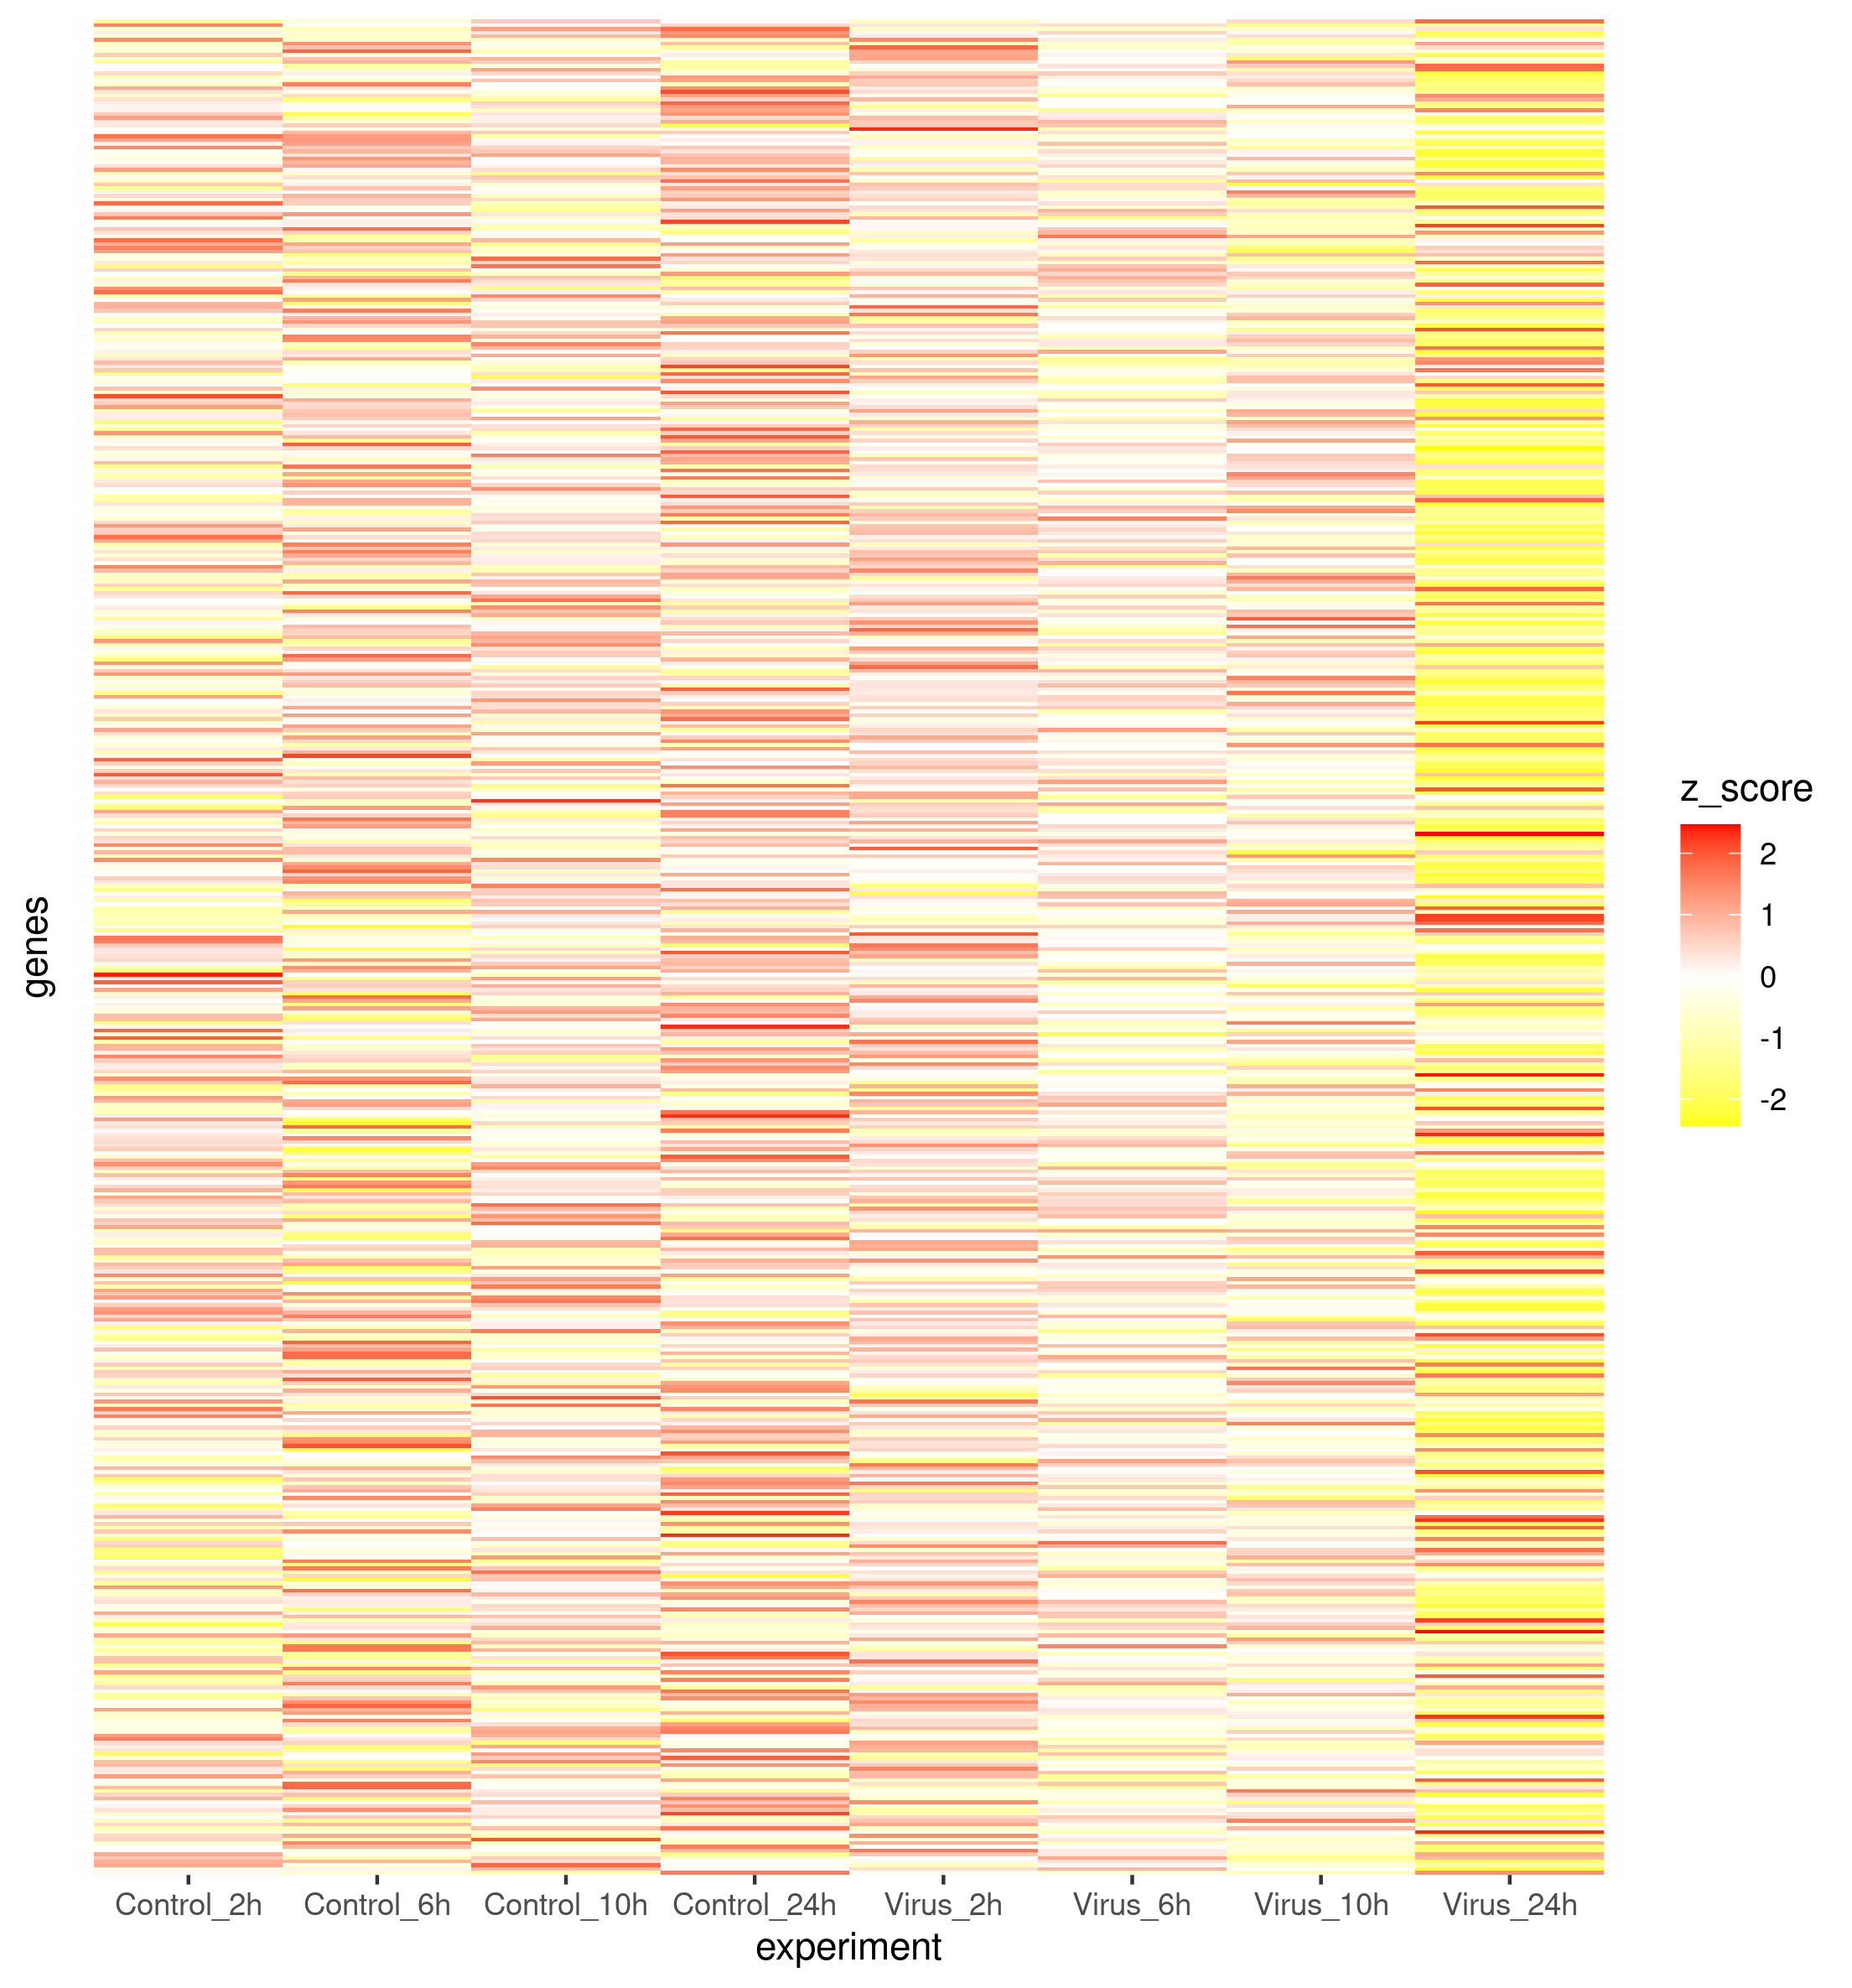 genes
z_score
2
1
0
-1
-2
Control_2h Control_6h Control_10h Control_24h Virus_2h Virus_6h Virus_10h Virus_24h
experiment